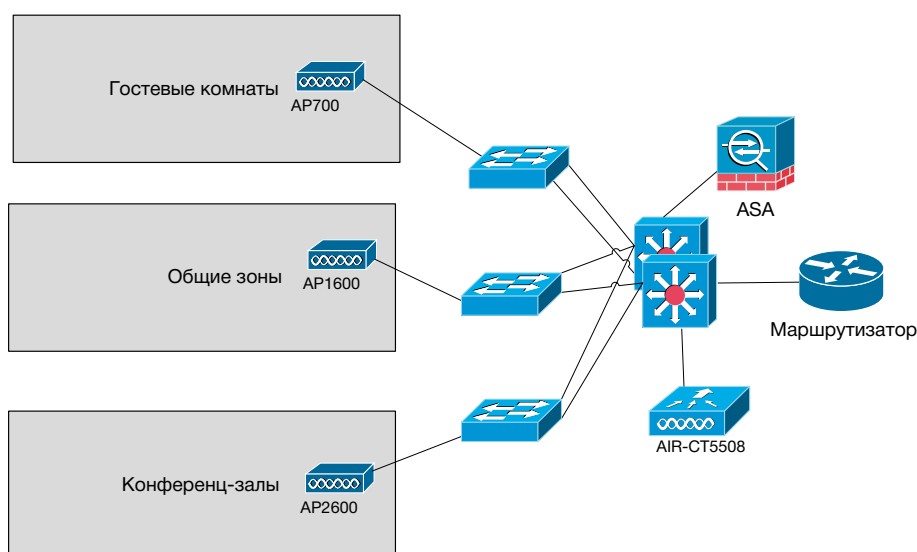 Гостевые комнаты
AP700
ASA
Общие зоны
AP1600
Маршрутизатор
AIR-CT5508
Конференц-залы
AP2600